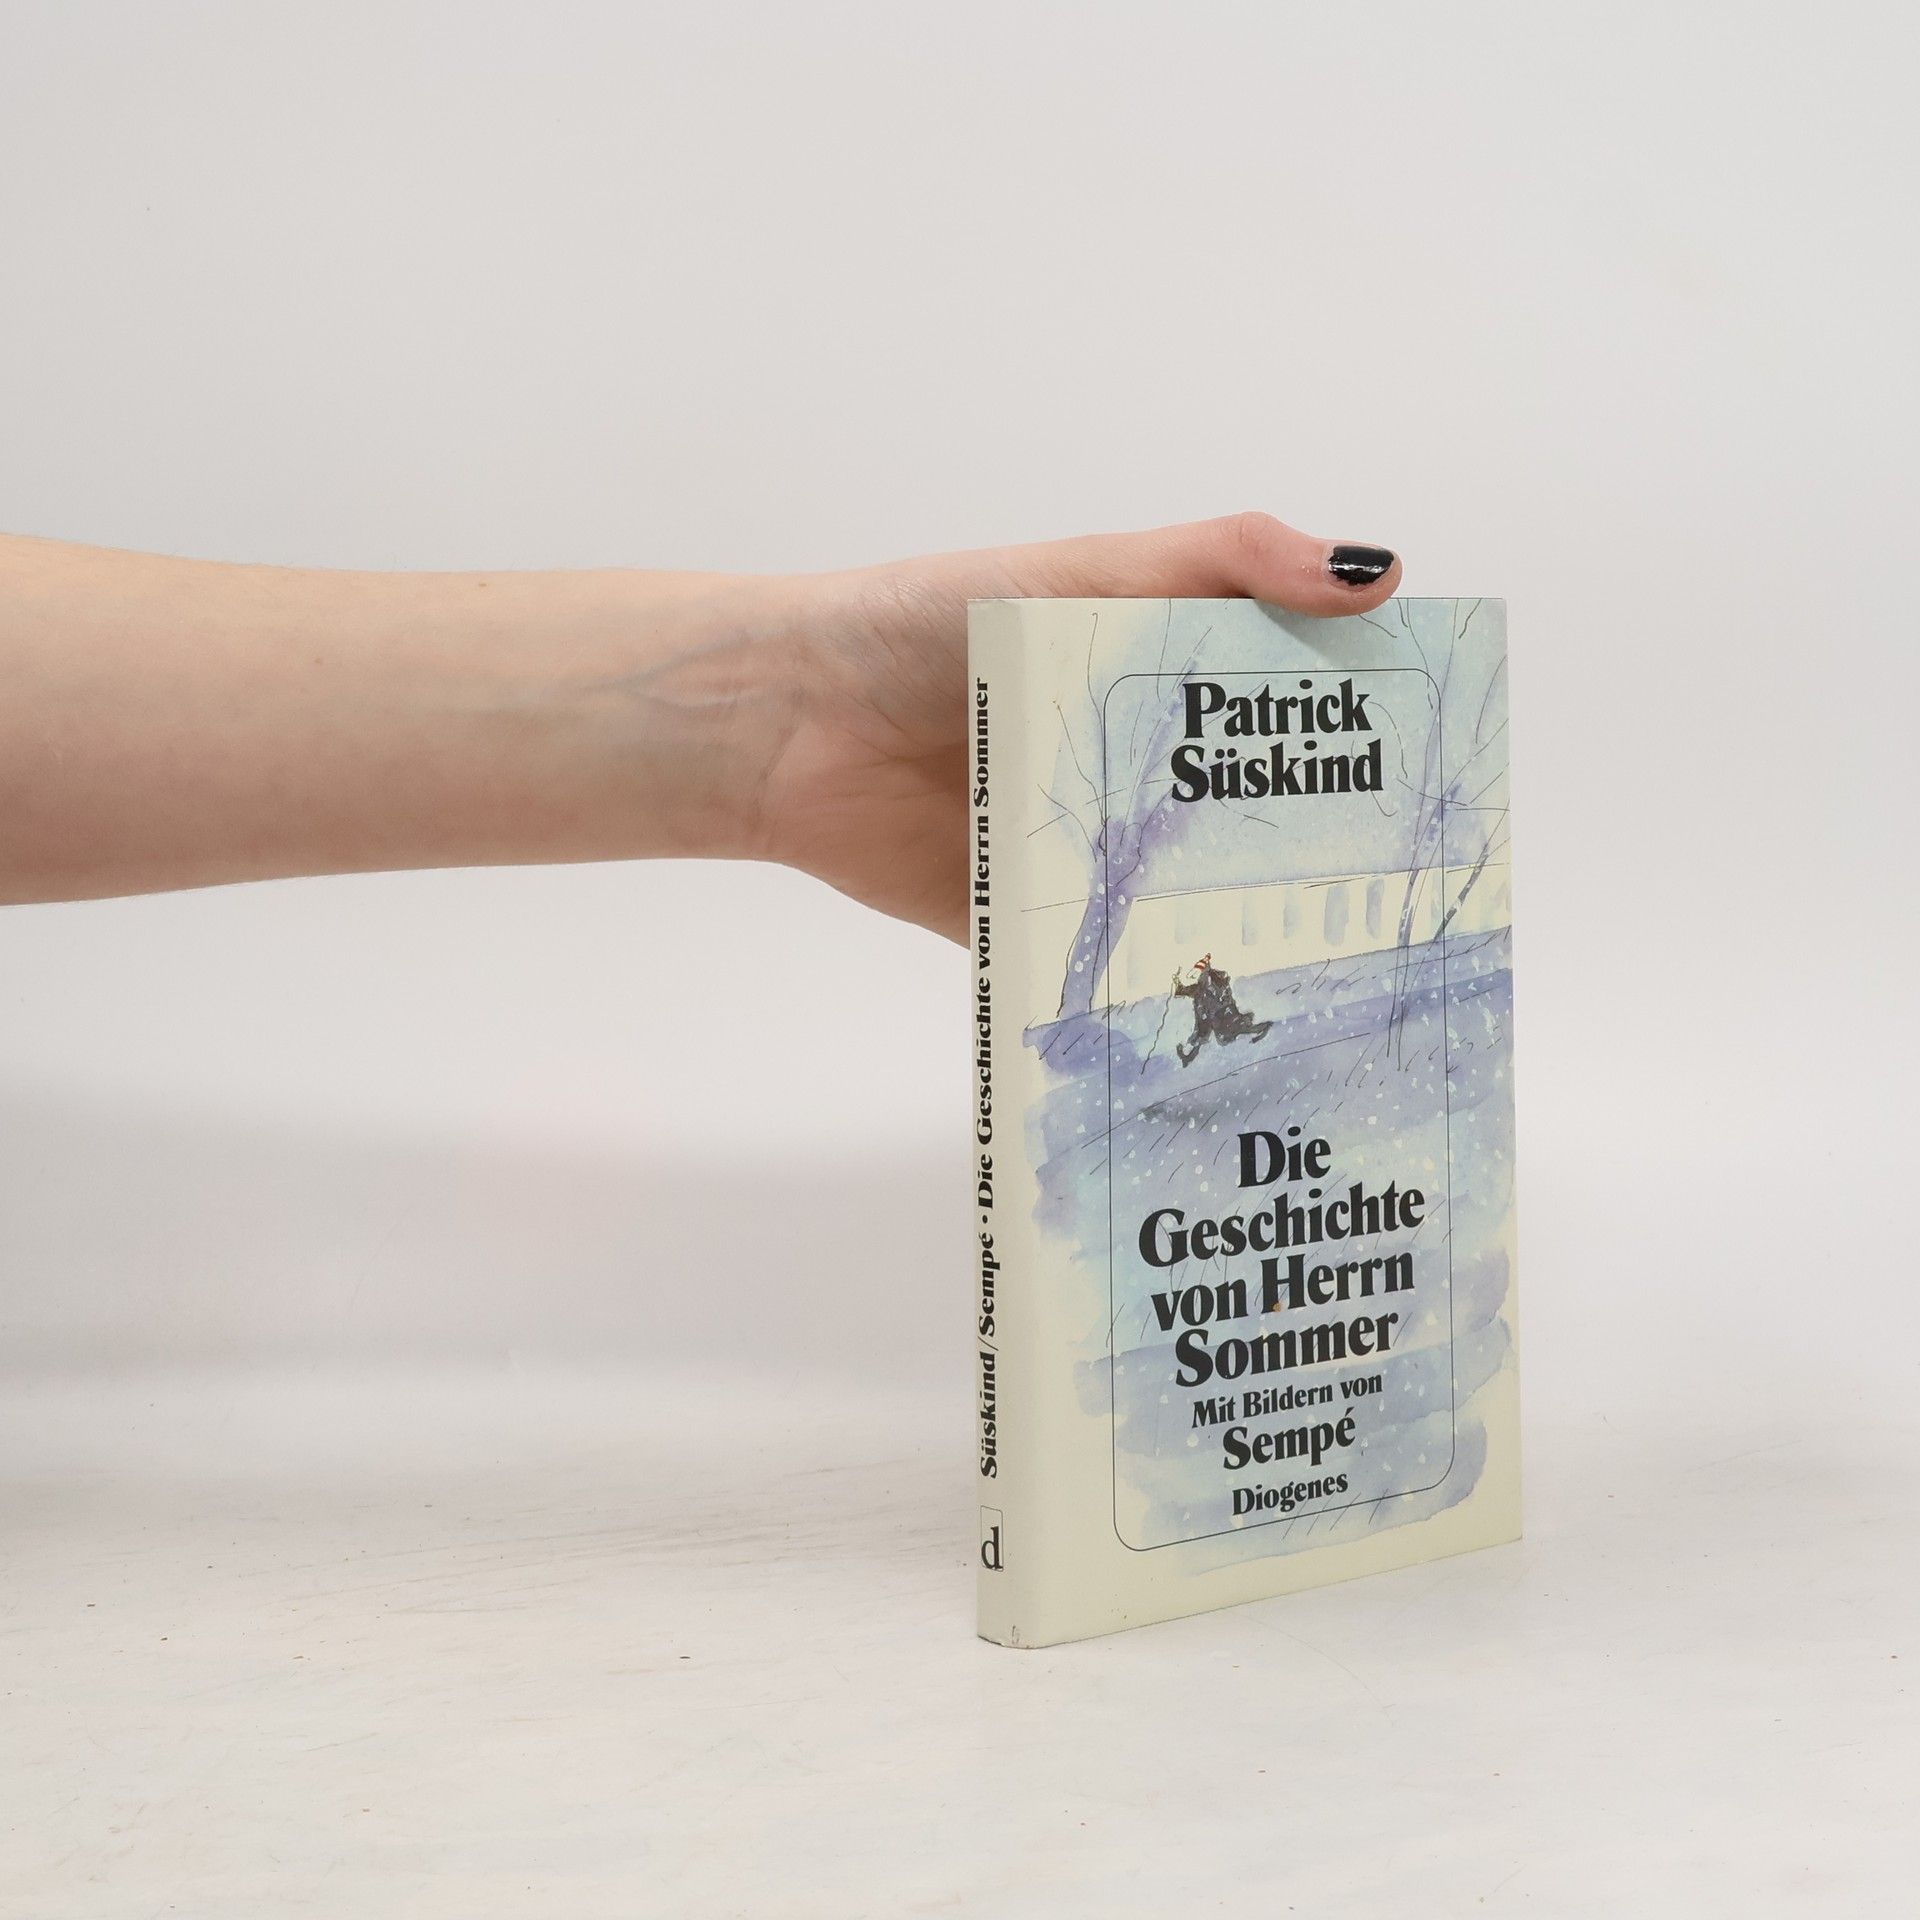 Patrick
Süskind
Die
Geschichte
von Herrn
Sommer
Mit Bildern von
Sempé
Diogenes
Süskind/Sempé · Die Geschichte von Herrn Sommer
d